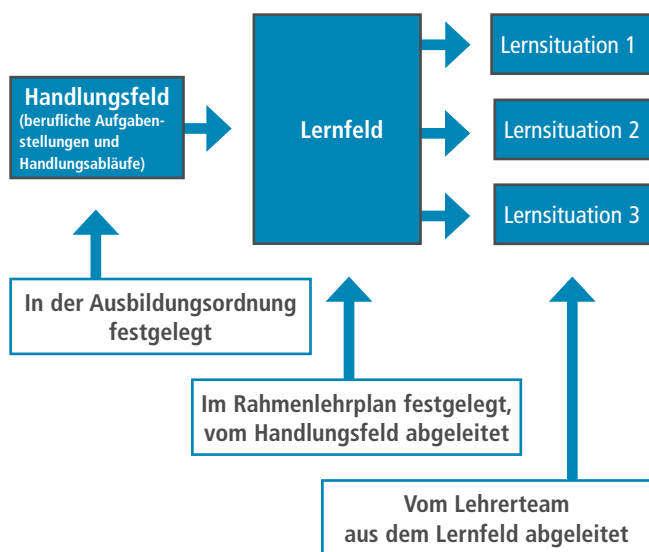 Handlungsfeld
(berufliche Aufgaben-
stellungen und
Handlungsabläufe)
Lernfeld
Lernsituation 1
Lernsituation 2
Lernsituation 3
In der Ausbildungsordnung
festgelegt
Im Rahmenlehrplan festgelegt,
vom Handlungsfeld abgeleitet
Vom Lehrerteam
aus dem Lernfeld abgeleitet